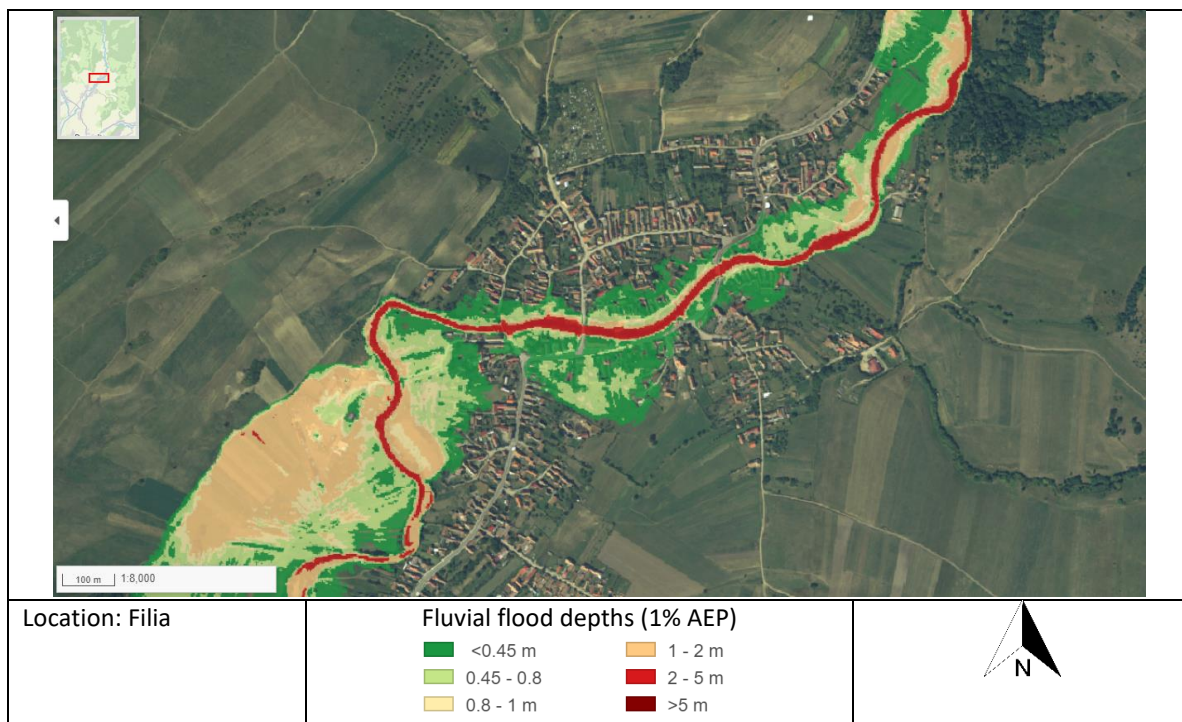 100 m 1:8,000
Location: Filia
Fluvial flood depths (1% AEP)
<0.45 m
0.45 - 0.8
0.8 - 1 m
1 - 2 m
2 - 5 m
>5 m
N